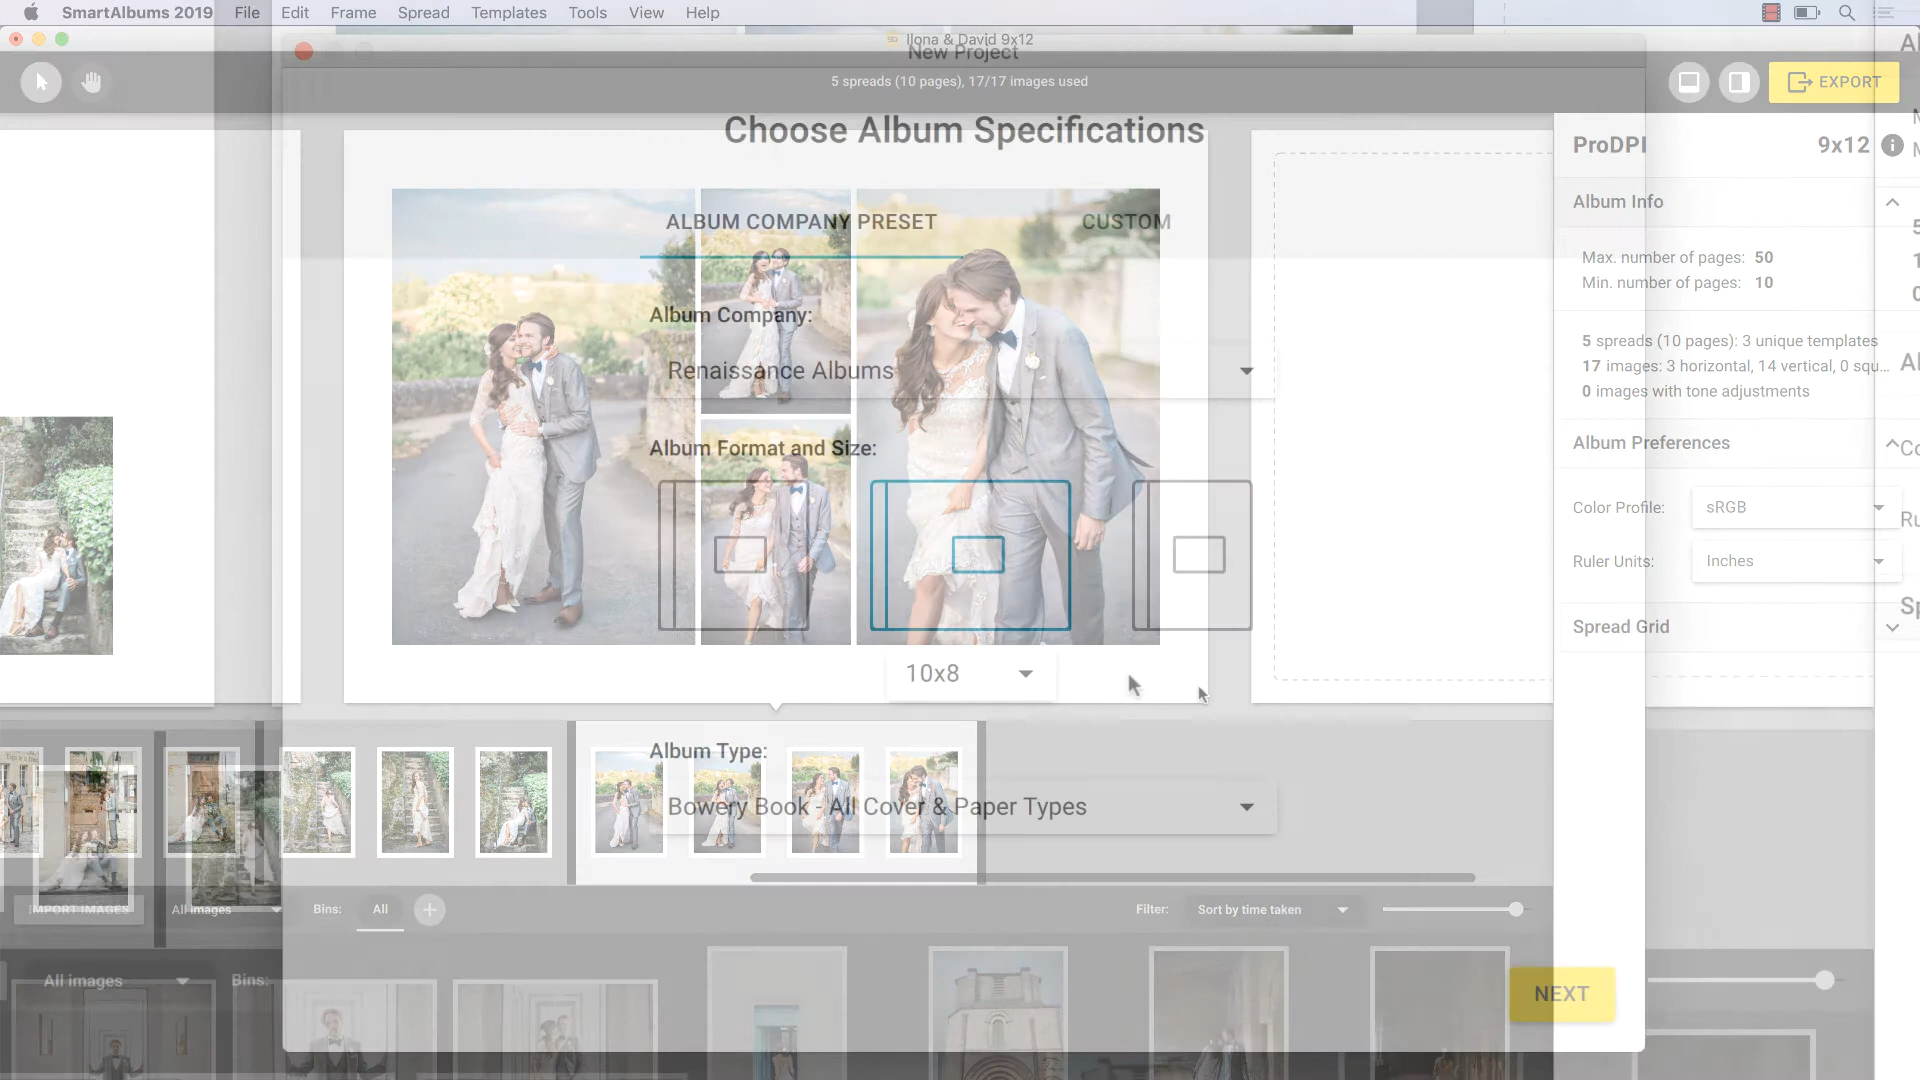 SmartAlbums 2019 File Edit Frame Spread Templates Tools View Help
Ilona & David 9x12
New Project
5 spreads (10 pages), 17/17 images used
EXPORT
Choose Album Specifications
ProDPI 9x12
ALBUM COMPANY PRESET CUSTOM
Album Info
Max. number of pages: 50
Min. number of pages: 10
Album Company:
Renaissance Albums
5 spreads (10 pages): 3 unique templates
17 images: 3 horizontal, 14 vertical, 0 squ...
0 images with tone adjustments
Album Format and Size:
Album Preferences
Color Profile: sRGB
Ruler Units: Inches
Spread Grid
10x8
Album Type:
Bowery Book - All Cover & Paper Types
IMPORT IMAGES All images Bins: All Filter: Sort by time taken
All images Bins:
NEXT